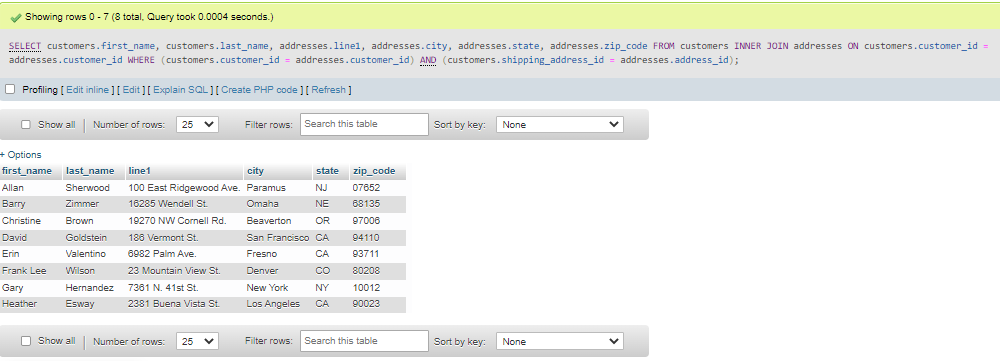 Showing rows 0 - 7 (8 total, Query took 0.0004 seconds.)
SELECT customers.first_name, customers.last_name, addresses.line1, addresses.city, addresses.state, addresses.zip_code FROM customers INNER JOIN addresses ON customers.customer_id =
addresses.customer_id WHERE (customers.customer_id = addresses.customer_id) AND (customers.shipping_address_id = addresses.address_id);
Profiling [ Edit inline ] [ Edit ] [ Explain SQL ] [ Create PHP code ] [ Refresh ]
Show all | Number of rows: 25 Filter rows: Search this table Sort by key: None
+ Options
first_name last_name line1 city state zip_code
Allan Sherwood 100 East Ridgewood Ave. Paramus NJ 07652
Barry Zimmer 16285 Wendell St. Omaha NE 68135
Christine Brown 19270 NW Cornell Rd. Beaverton OR 97006
David Goldstein 186 Vermont St. San Francisco CA 94110
Erin Valentino 6982 Palm Ave. Fresno CA 93711
Frank Lee Wilson 23 Mountain View St. Denver CO 80208
Gary Hernandez 7361 N. 41st St. New York NY 10012
Heather Esway 2381 Buena Vista St. Los Angeles CA 90023
Show all | Number of rows: 25 Filter rows: Search this table Sort by key: None